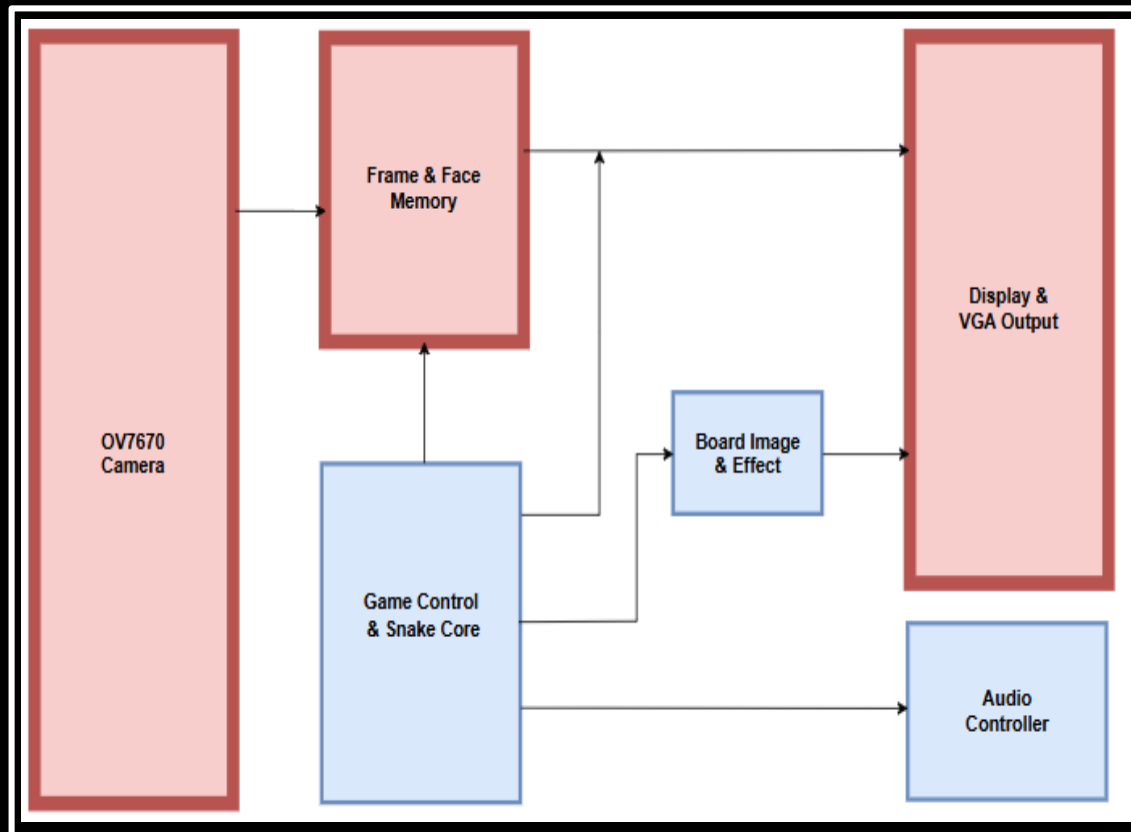 Frame & Face
Memory
Display &
VGA Output
OV7670
Camera
Board Image
& Effect
Game Control
& Snake Core
Audio
Controller